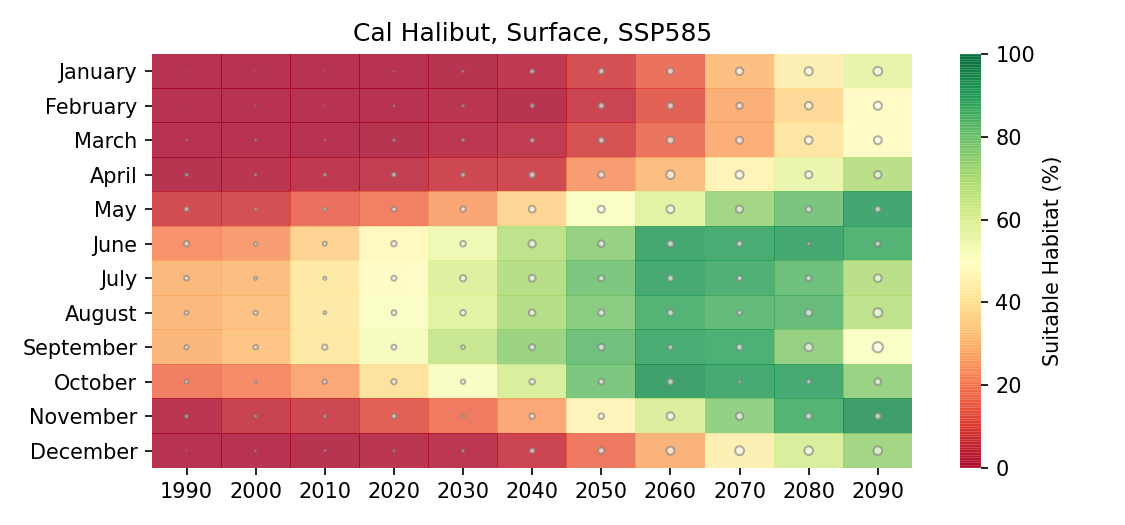 Cal Halibut, Surface, SSP585
January
February
March
April
May
June
July
August
September
October
November
December
1990 2000 2010 2020 2030 2040 2050 2060 2070 2080 2090
100
80
60
40
20
0
Suitable Habitat (%)